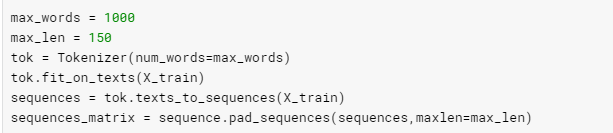 max_words = 1000
max_len = 150
tok = Tokenizer(num_words=max_words)
tok.fit_on_texts(X_train)
sequences = tok.texts_to_sequences(X_train)
sequences_matrix = sequence.pad_sequences(sequences,maxlen=max_len)